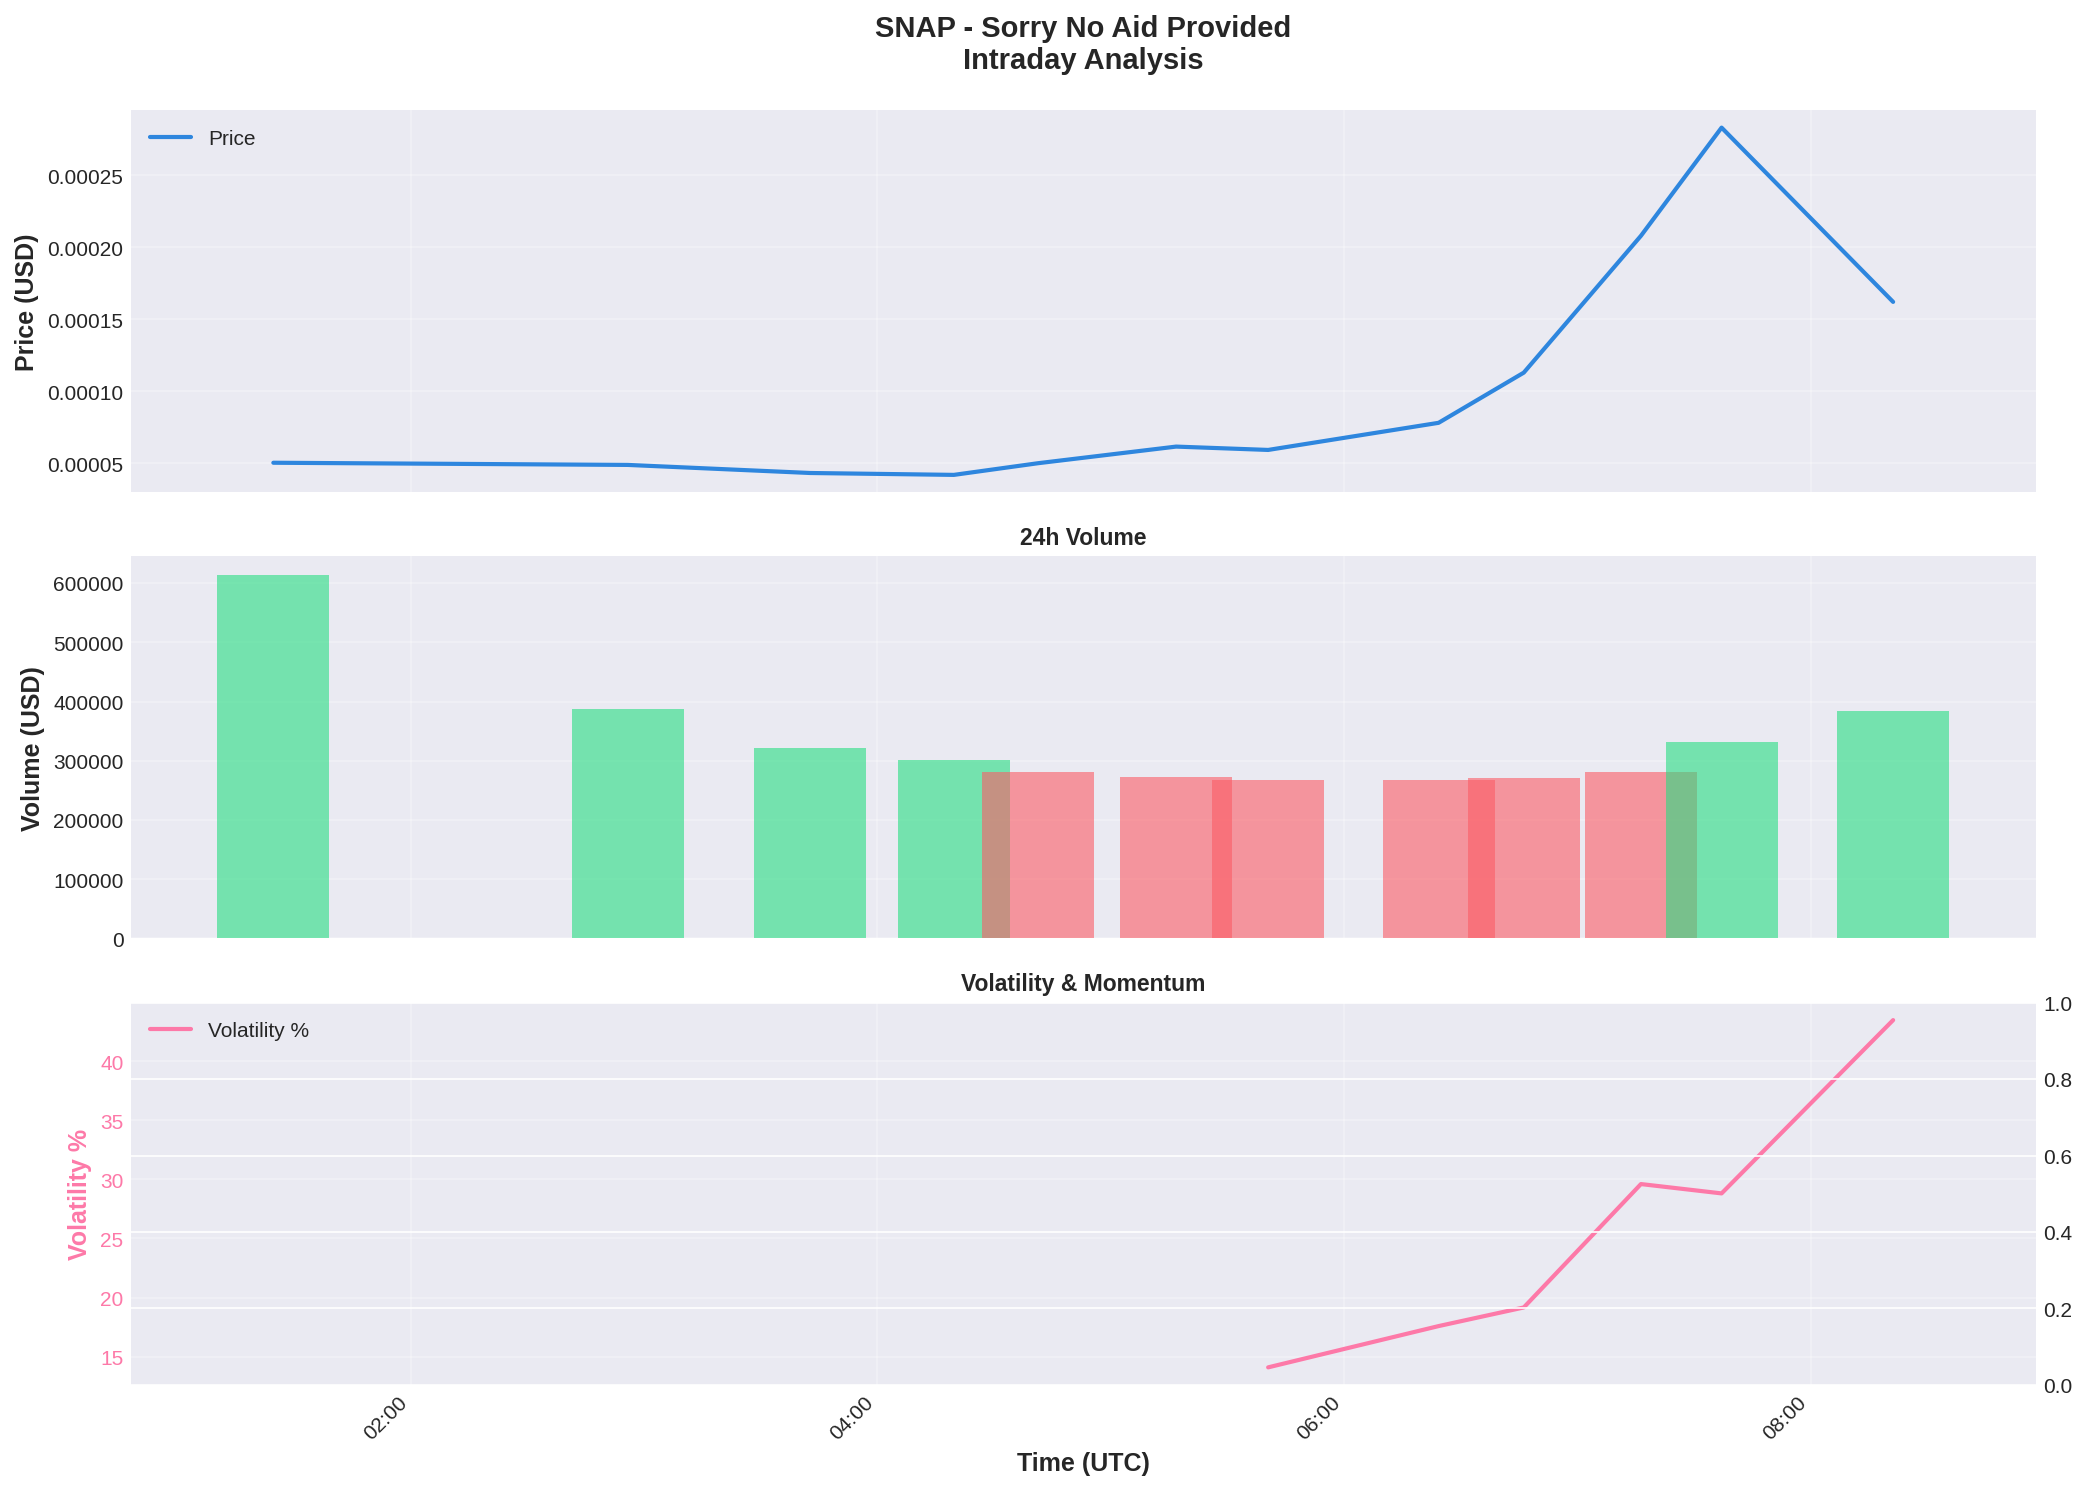 SNAP - Sorry No Aid Provided
Intraday Analysis
Price
Price (USD)
0.00025
0.00020
0.00015
0.00010
0.00005
24h Volume
Volume (USD)
600000
500000
400000
300000
200000
100000
0
Volatility & Momentum
Volatility %
Volatility %
40
35
30
25
20
15
1.0
0.8
0.6
0.4
0.2
0.0
02:00
04:00
06:00
08:00
Time (UTC)